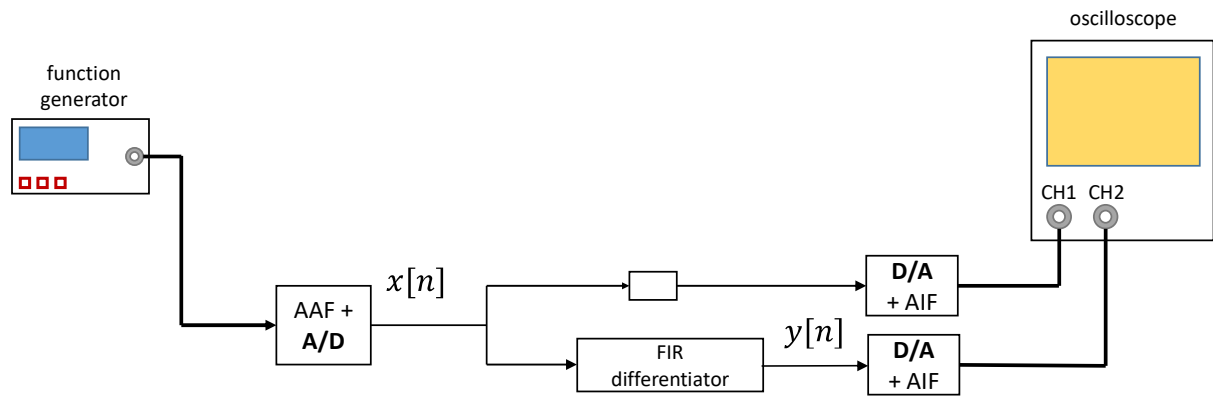 oscilloscope
function
generator
CH1 CH2
x[n]
D/A
+ AIF
AAF +
A/D
y[n]
FIR
differentiator
D/A
+ AIF